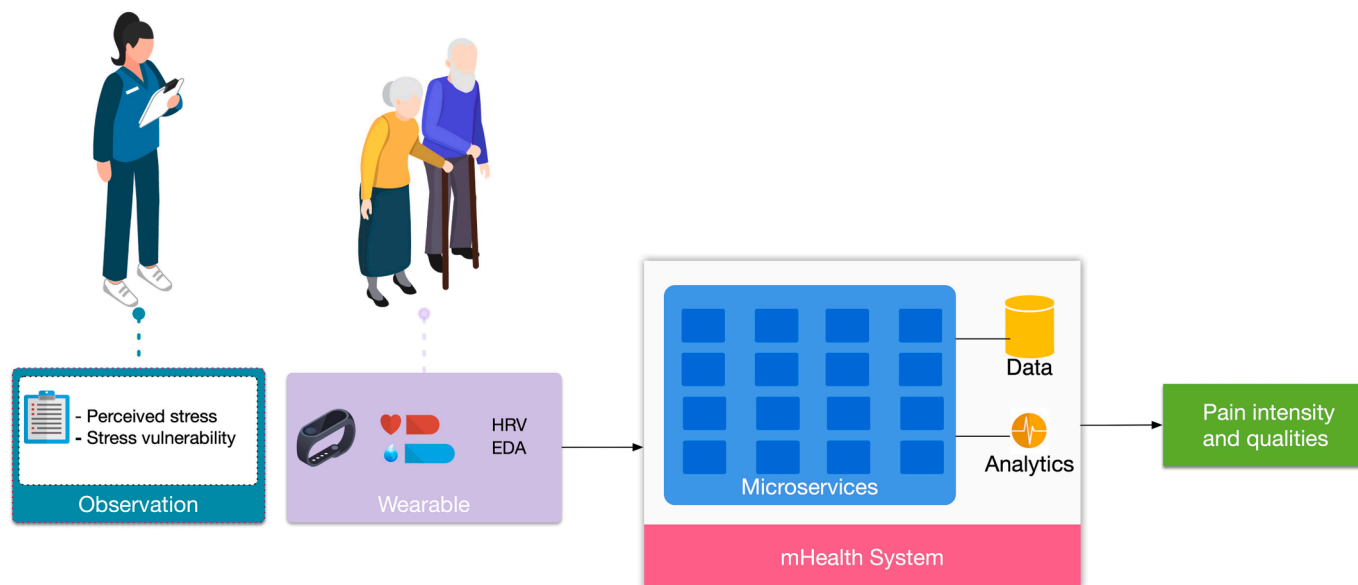 - Perceived stress
- Stress vulnerability
Observation
HRV
EDA
Wearable
Microservices
Data
Analytics
mHealth System
Pain intensity
and qualities